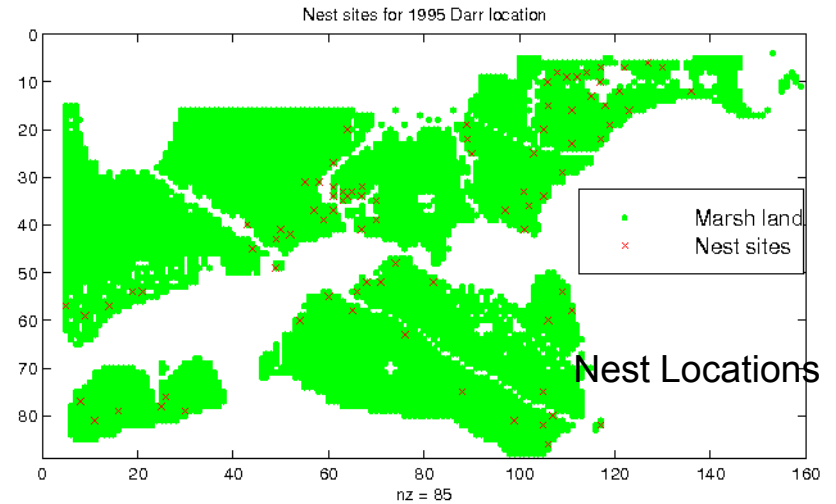 Nest sites for 1995 Darr location
0
10
20
30
40
50
60
70
80
Marsh land
Nest sites
Nest Locations
0 20 40 60 80 100 120 140 160
nz = 85